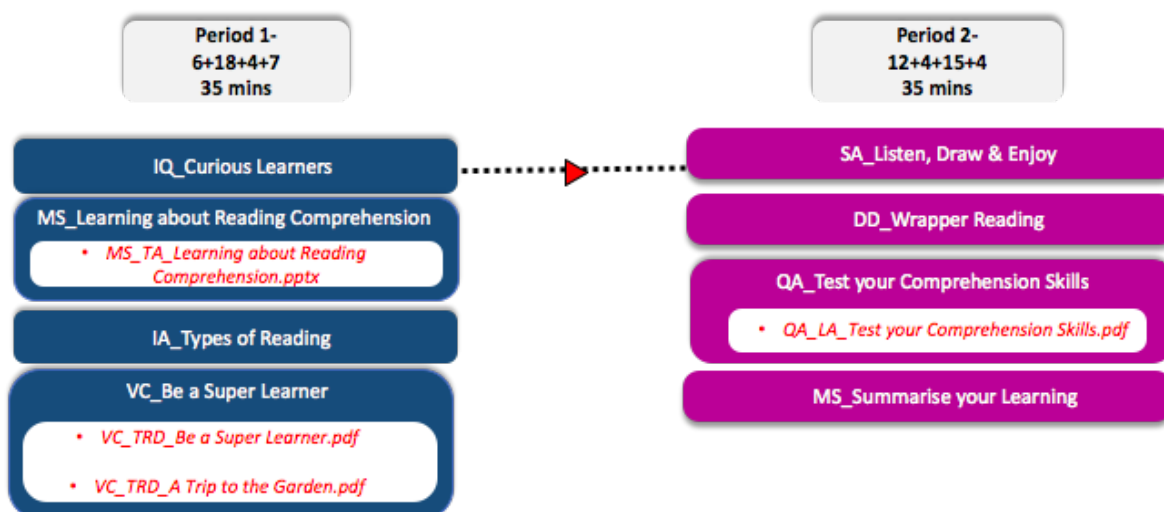 Period 1-
6+18+4+7
35 mins
IQ_Curious Learners
MS_Learning about Reading Comprehension
• MS_TA_Learning about Reading
Comprehension.pptx
IA_Types of Reading
VC_Be a Super Learner
• VC_TRD_Be a Super Learner.pdf
• VC_TRD_A Trip to the Garden.pdf
Period 2-
12+4+15+4
35 mins
SA_Listen, Draw & Enjoy
DD_Wrapper Reading
QA_Test your Comprehension Skills
• QA_LA_Test your Comprehension Skills.pdf
MS_Summarise your Learning